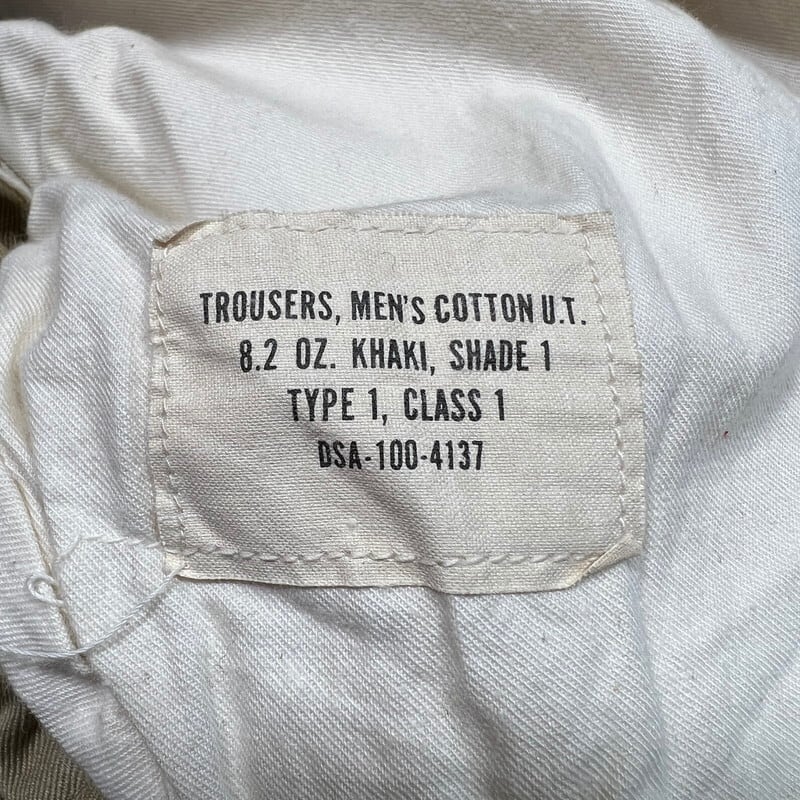 TROUSERS, MEN'S COTTON U.T.
8.2 OZ. KHAKI, SHADE 1
TYPE 1, CLASS 1
DSA-100-4137